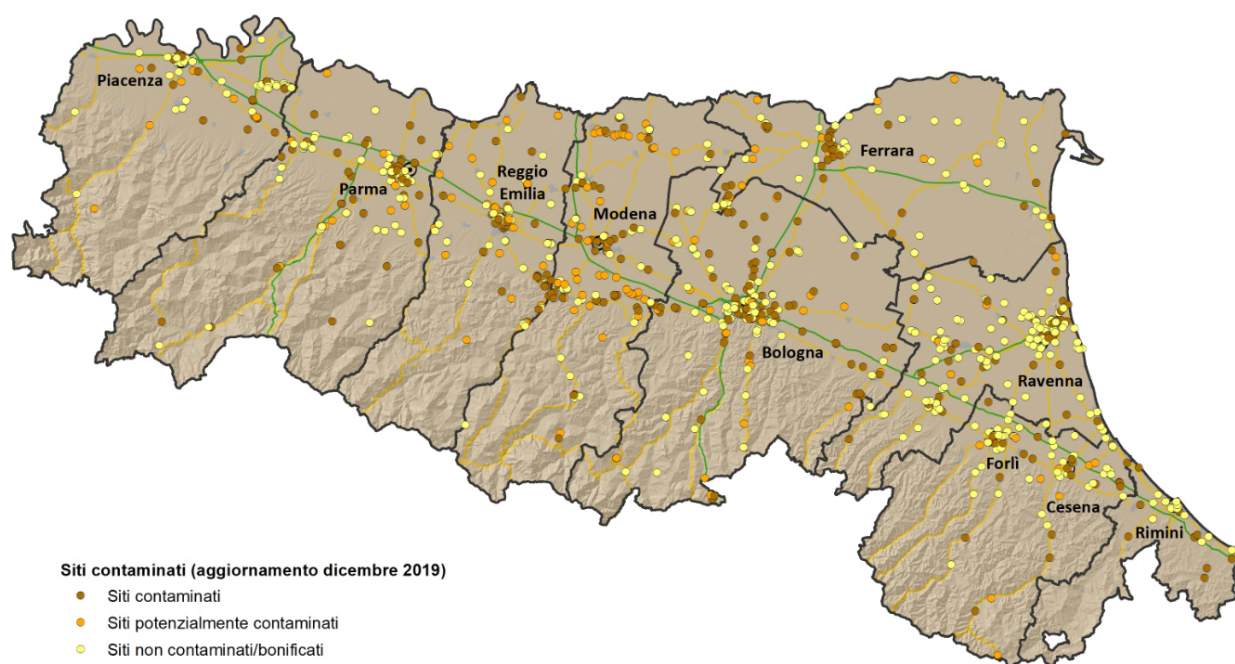 Piacenza
Parma
Reggio
Emilia
Modena
Ferrara
Bologna
Ravenna
Forlì
Cesena
Rimini
Siti contaminati (aggiornamento dicembre 2019)
Siti contaminati
Siti potenzialmente contaminati
Siti non contaminati/bonificati